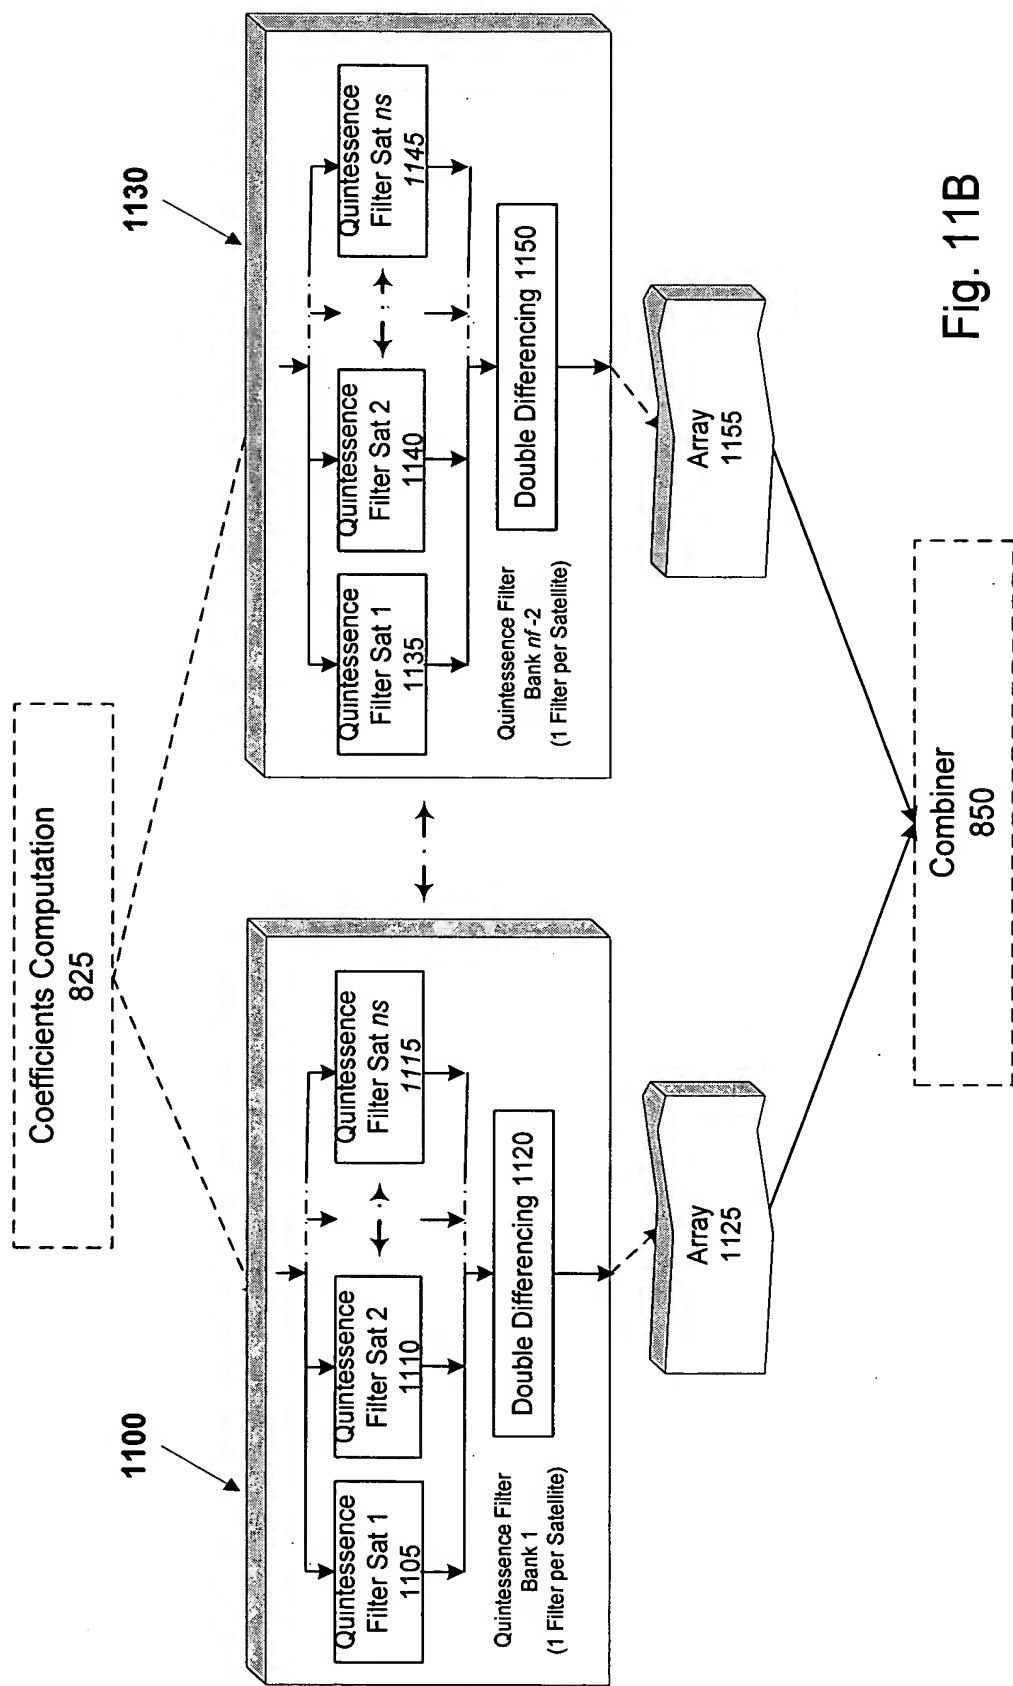 Coefficients Computation
825
1100
Quintessence
Filter Sat 1
1105
Quintessence
Filter Sat 2
1110
Quintessence
Filter Sat ns
1115
Double Differencing 1120
Quintessence Filter
Bank 1
(1 Filter per Satellite)
Array
1125
1130
Quintessence
Filter Sat 1
1135
Quintessence
Filter Sat 2
1140
Quintessence
Filter Sat ns
1145
Double Differencing 1150
Quintessence Filter
Bank nf -2
(1 Filter per Satellite)
Array
1155
Combiner
850
Fig. 11B